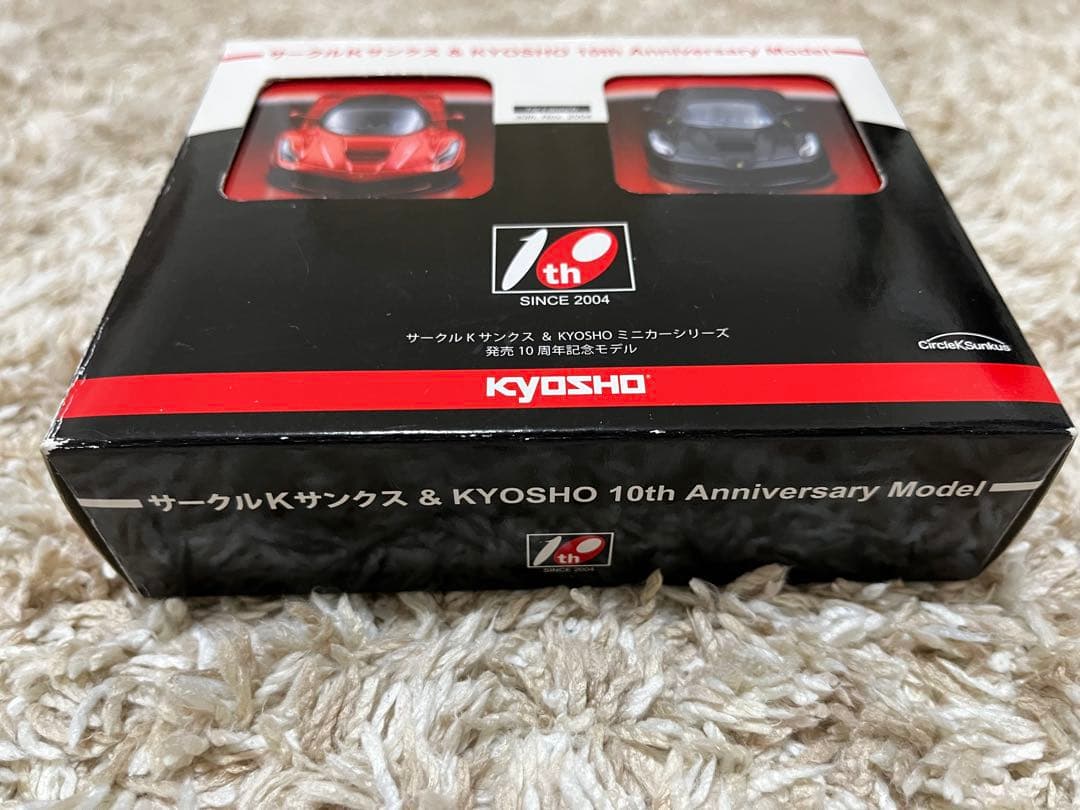 サークルKサンクス & KYOSHO 10th Anniversary Model
10th
SINCE 2004
サークル K サンクス & KYOSHO ミニカーシリーズ
発売 10 周年記念モデル
CircleKSunkus
KYOSHO
サークルKサンクス & KYOSHO 10th Anniversary Model
10th
SINCE 2004